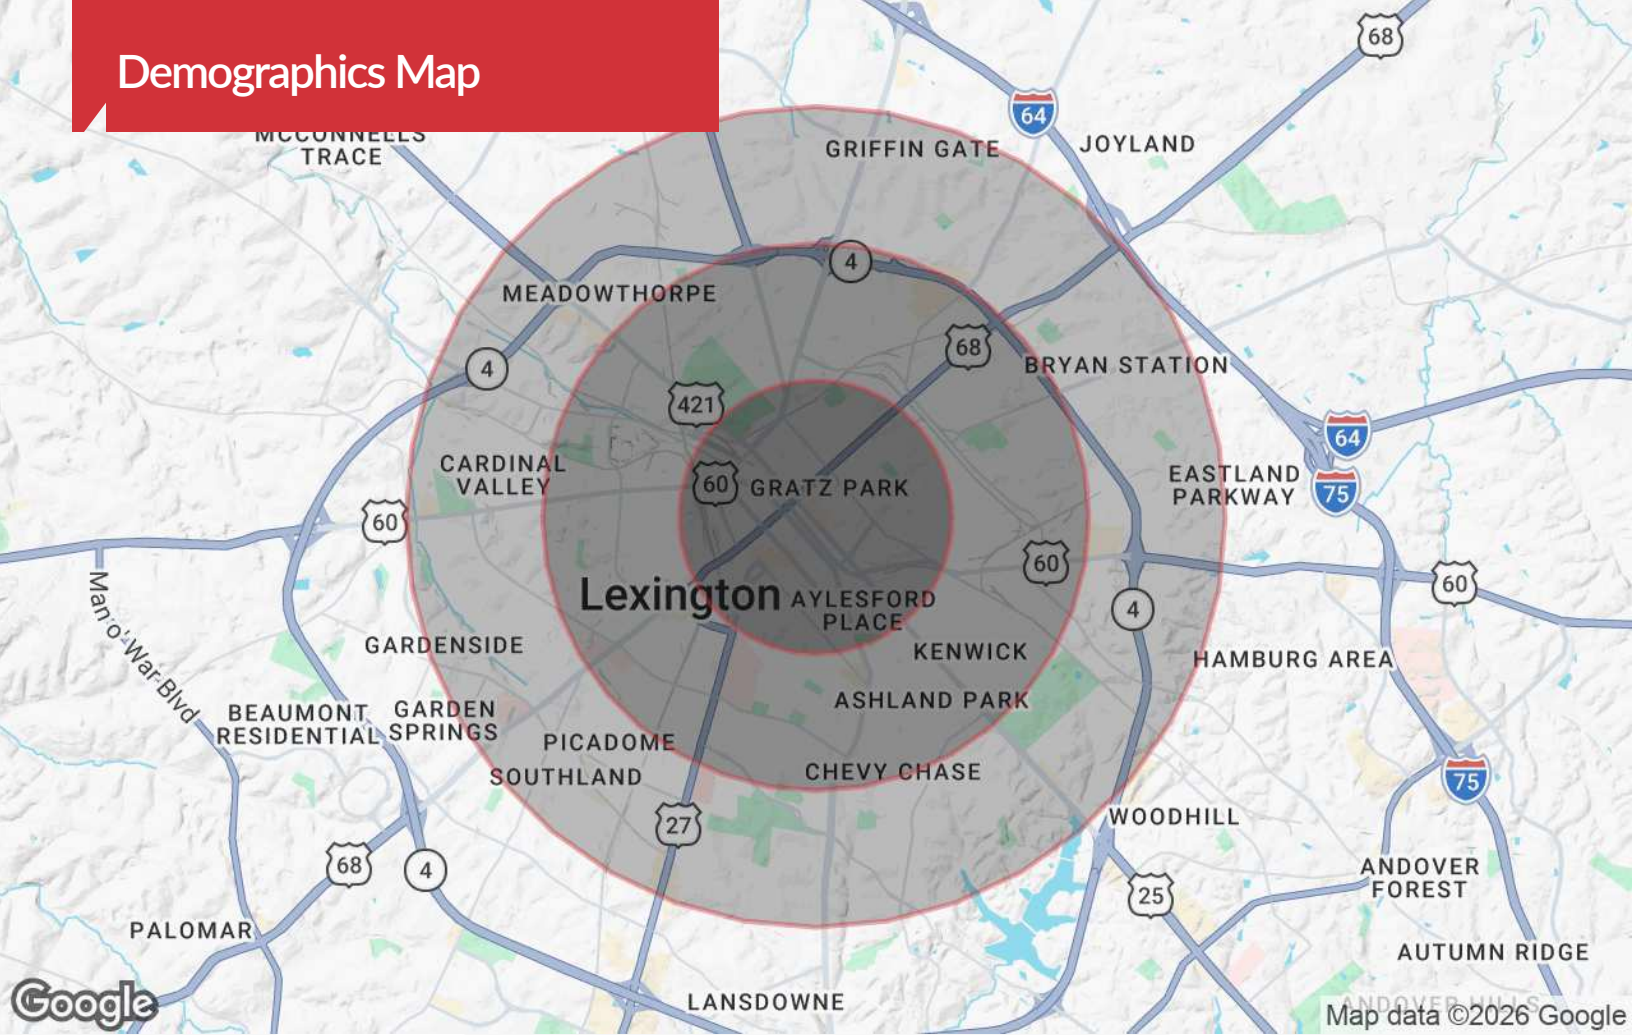 Demographics Map
68
64
MCCONNELLS
TRACE
GRIFFIN GATE
JOYLAND
4
MEADOWTHORPE
68
4
BRYAN STATION
421
64
CARDINAL
VALLEY
60
GRATZ PARK
EASTLAND
PARKWAY
75
60
60
60
Man o' War Blvd
Lexington
AYLESFORD
PLACE
4
GARDENSIDE
KENWICK
HAMBURG AREA
ASHLAND PARK
BEAUMONT
RESIDENTIAL
GARDEN
SPRINGS
PICADOME
SOUTHLAND
CHEVY CHASE
75
27
WOODHILL
68
4
25
ANDOVER
FOREST
PALOMAR
AUTUMN RIDGE
LANSDOWNE
ANDOVER HILLS
Google
Map data ©2026 Google